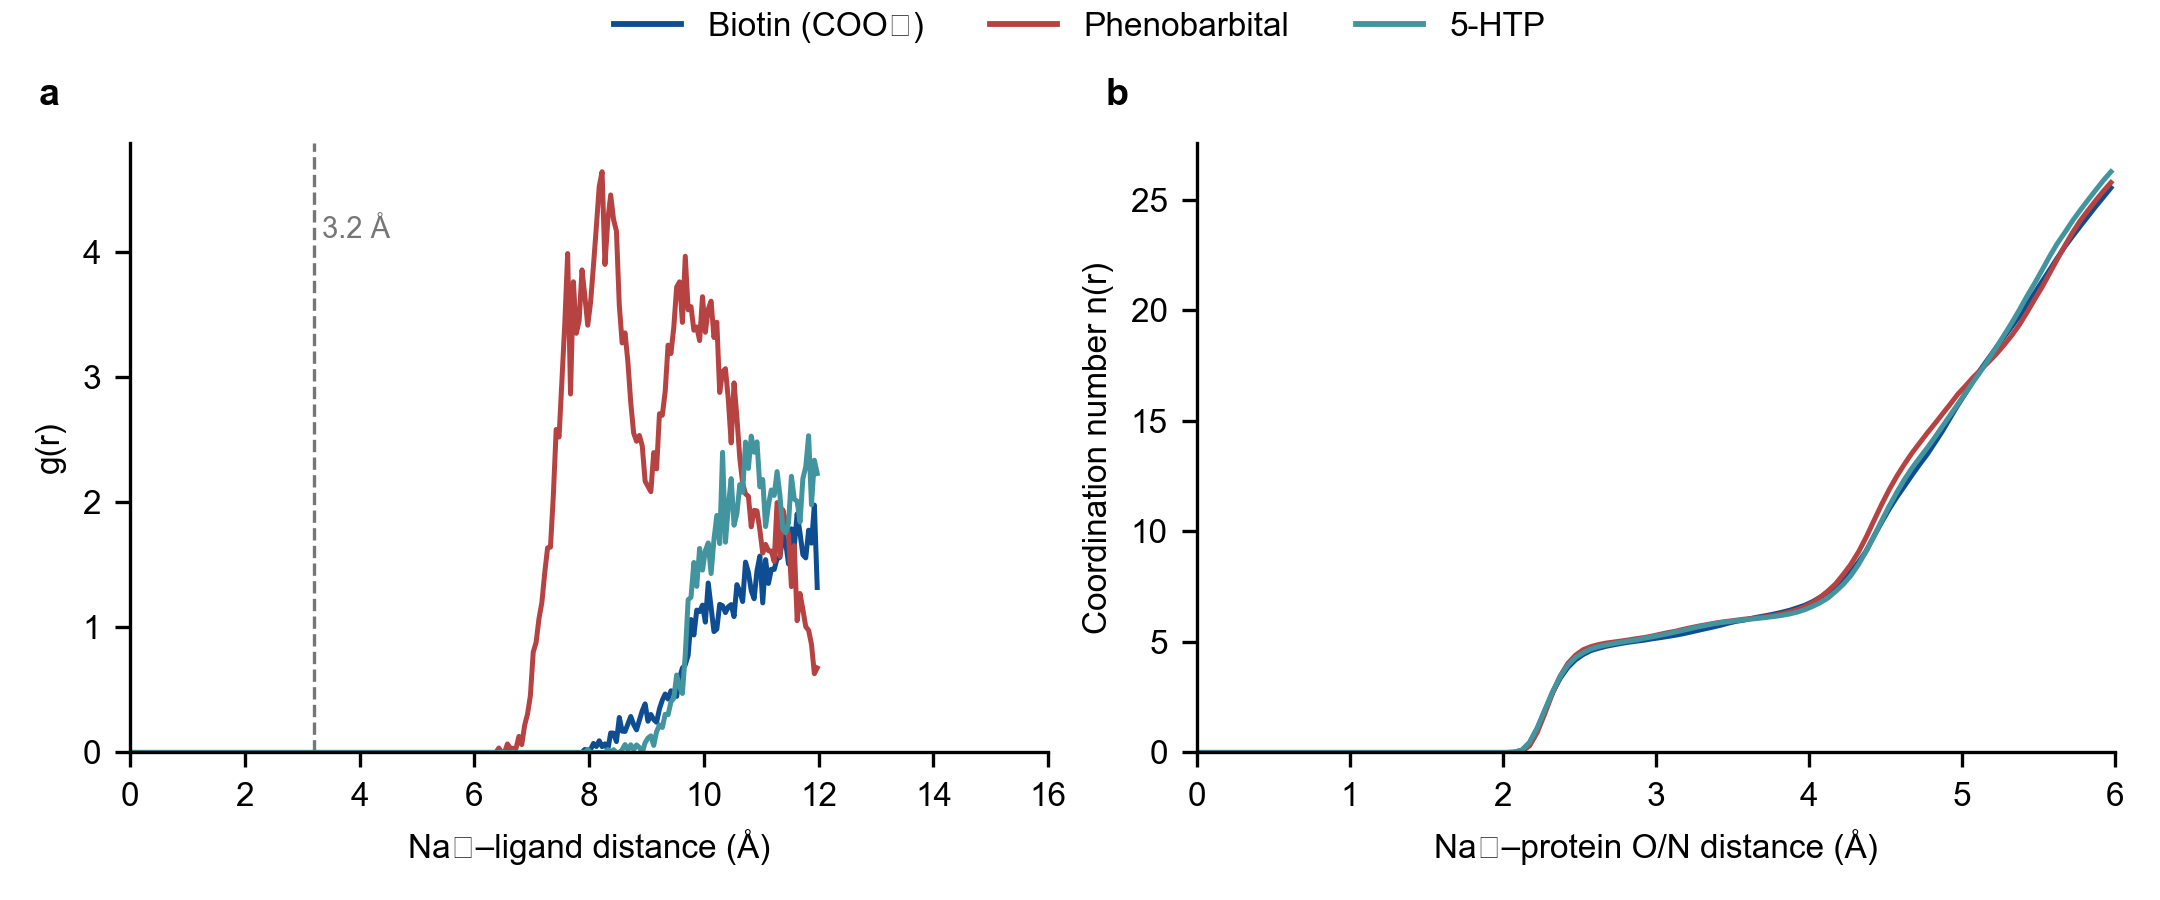 Biotin (COO□) Phenobarbital 5-HTP
a
b
3.2 Å
g(r)
4
3
2
1
0
0 2 4 6 8 10 12 14 16
Na□–ligand distance (Å)
Coordination number n(r)
25
20
15
10
5
0
0 1 2 3 4 5 6
Na□–protein O/N distance (Å)